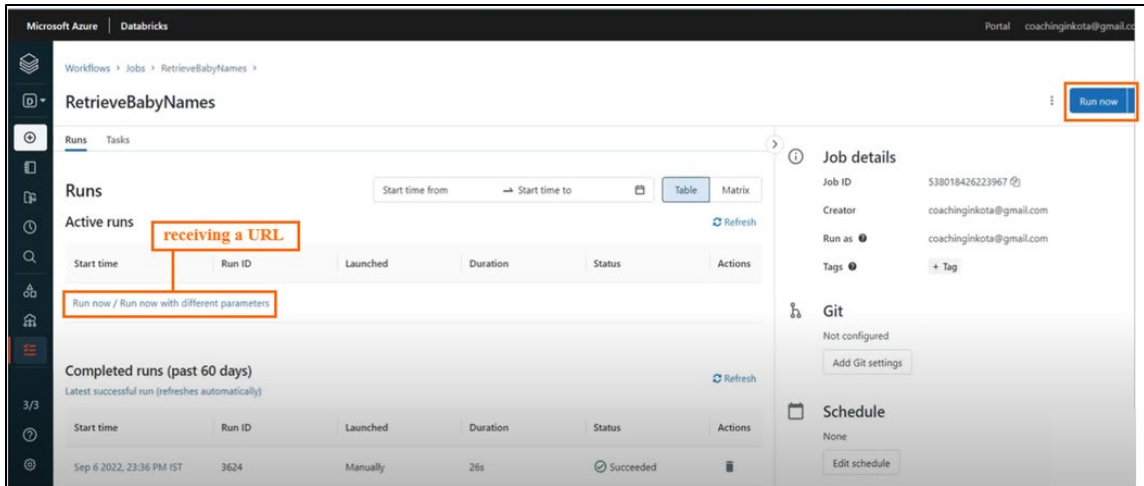 Microsoft Azure Databricks Portal coachinginkota@gmail.co
Workflows > Jobs > RetrieveBabyNames >
D
RetrieveBabyNames
Run now
Runs Tasks
Runs
Start time from → Start time to
Table Matrix
Active runs
Refresh
receiving a URL
Start time Run ID Launched Duration Status Actions
Run now / Run now with different parameters
Completed runs (past 60 days)
Refresh
Latest successful run (refreshes automatically)
Start time Run ID Launched Duration Status Actions
Sep 6 2022, 23:36 PM IST 3624 Manually 26s Succeeded
3/3
Job details
Job ID 538018426223967
Creator coachinginkota@gmail.com
Run as coachinginkota@gmail.com
Tags + Tag
Git
Not configured
Add Git settings
Schedule
None
Edit schedule